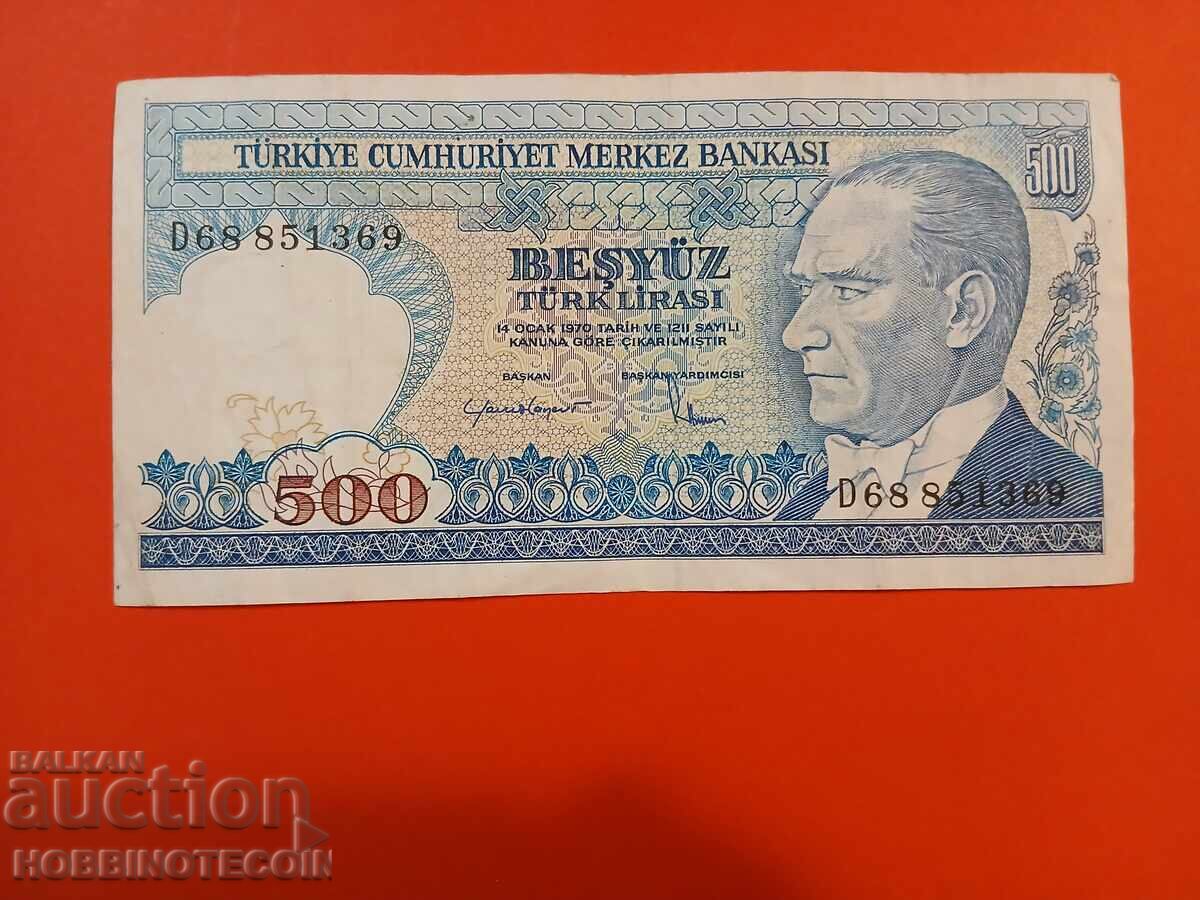 TÜRKİYE CUMHURİYET MERKEZ BANKASI
500
D68 851369
BEŞYÜZ
TÜRK LİRASI
14 OCAK 1970 TARİH VE 1211 SAYILI
KANUNA GÖRE ÇIKARILMIŞTIR
BAŞKAN BAŞKAN YARDIMCISI
500
D68 851369
BALKAN
auction
HOBBINOTECOIN